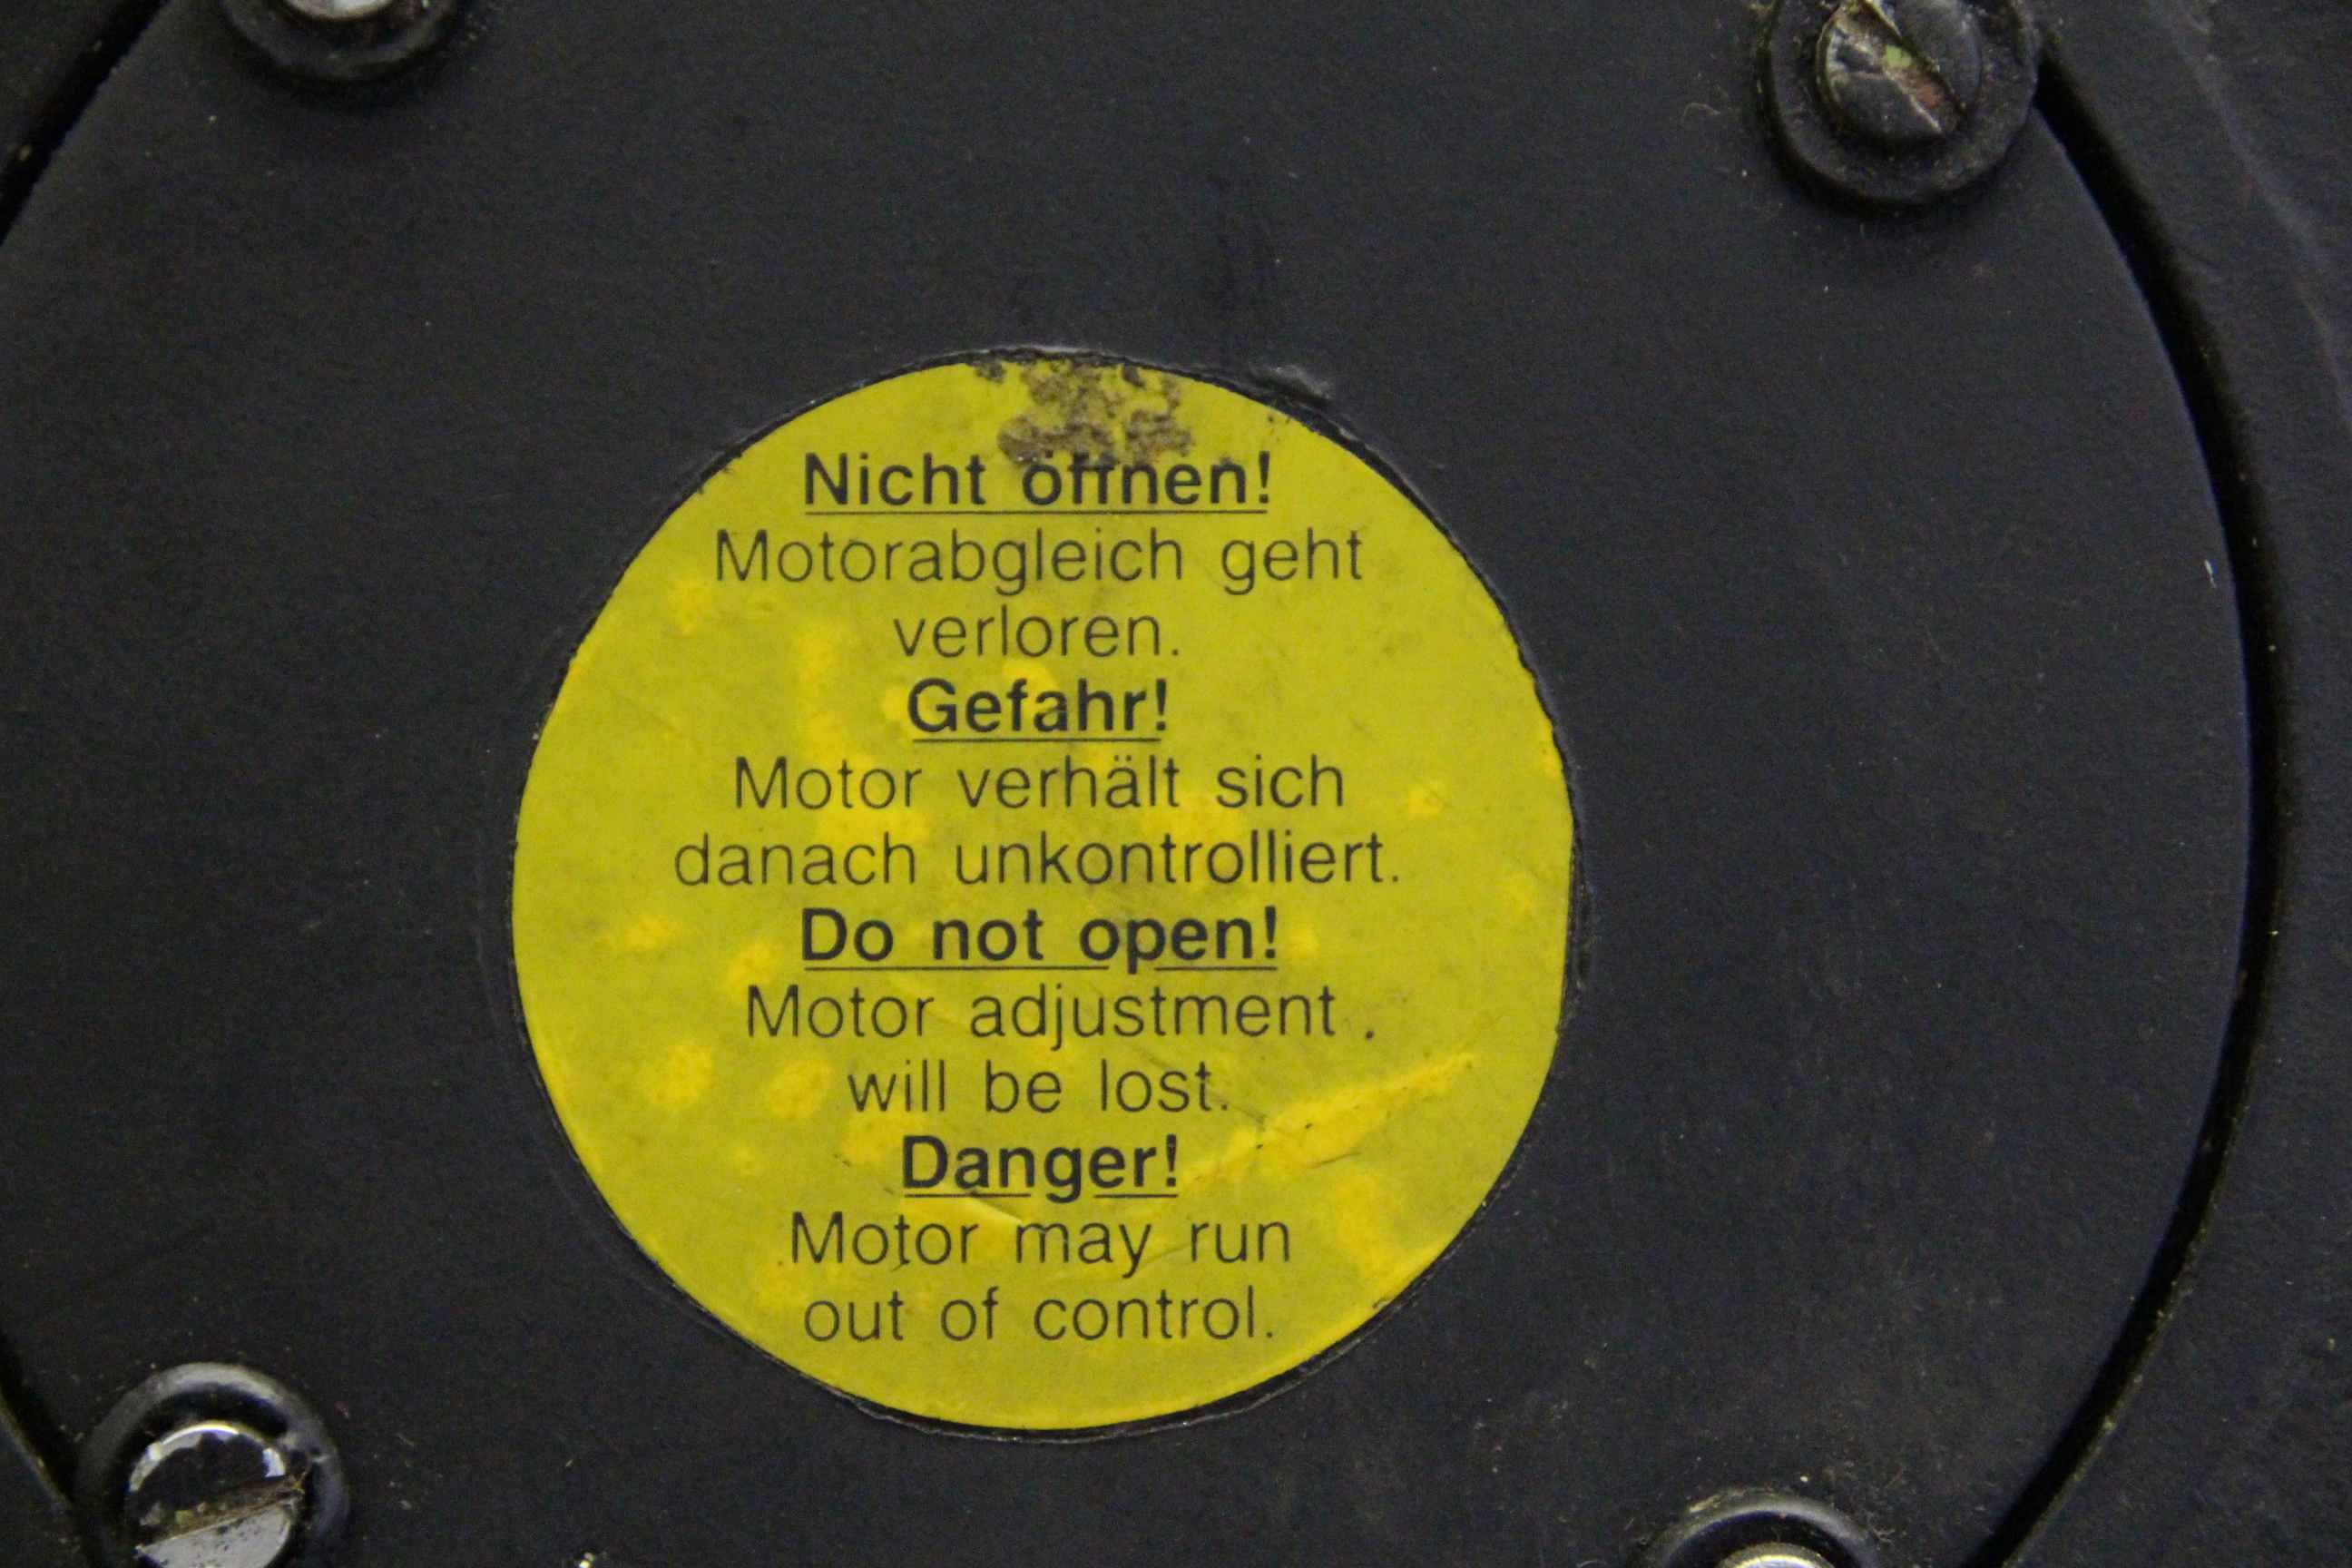 Nicht öffnen!
Motorabgleich geht
verloren.
Gefahr!
Motor verhält sich
danach unkontrolliert.
Do not open!
Motor adjustment
will be lost.
Danger!
Motor may run
out of control.